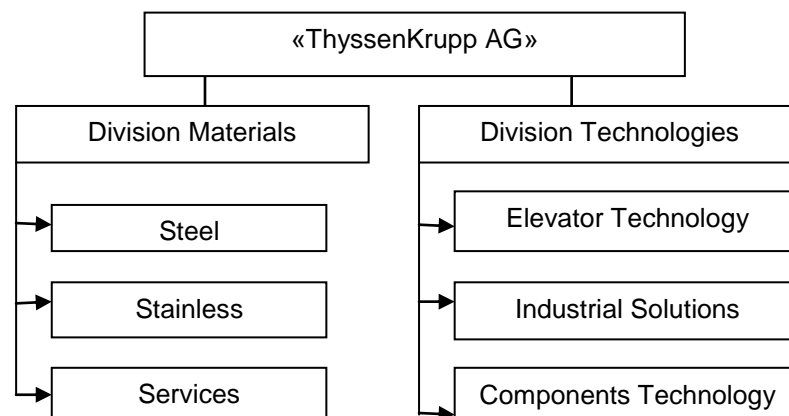 «ThyssenKrupp AG»
Division Materials
Division Technologies
Steel
Elevator Technology
Stainless
Industrial Solutions
Services
Components Technology